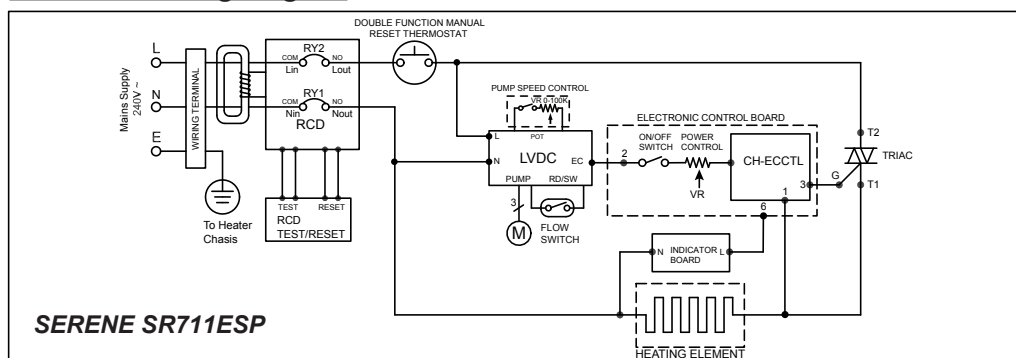 DOUBLE FUNCTION MANUAL
RESET THERMOSTAT
L
N
E
Mains Supply
240V ~
WIRING TERMINAL
RY2
COM
NO
Lin
Lout
RY1
COM
NO
Nin
Nout
RCD
TEST
RESET
RCD
TEST/RESET
To Heater
Chasis
PUMP SPEED CONTROL
VR 0-100K
POT
L
N
LVDC
EC
PUMP
RD/SW
3
M
FLOW
SWITCH
ELECTRONIC CONTROL BOARD
ON/OFF
SWITCH
POWER
CONTROL
2
VR
CH-ECCTL
3
1
6
G
T2
TRIAC
T1
N
INDICATOR
BOARD
L
HEATING ELEMENT
SERENE SR711ESP